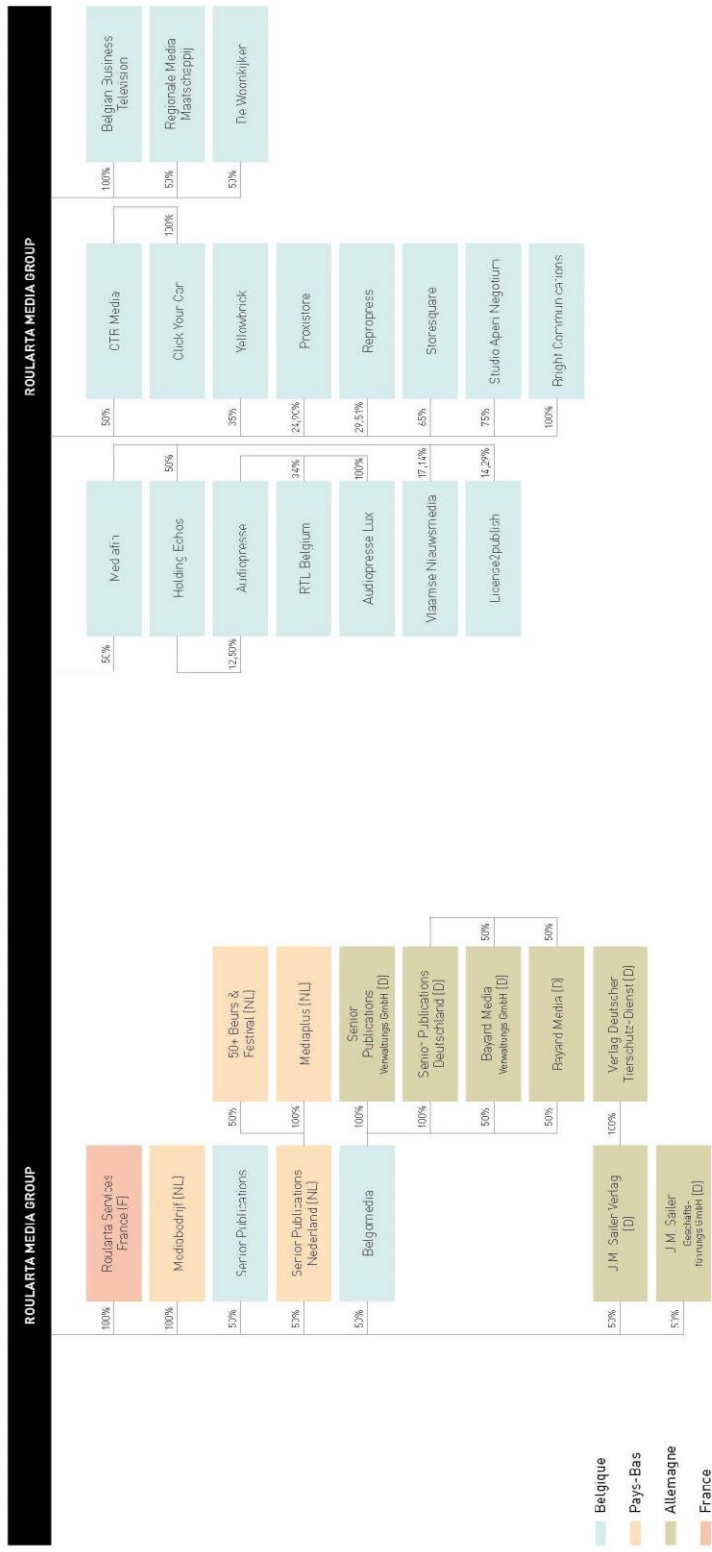 ROULARTA MEDIA GROUP
100%
Roularta Services
France (F)
100%
Mediabedrijf (NL)
50%
Senior Publications
50%
50+ Beurs &
Festival (NL)
50%
Senior Publications
Nederland (NL)
100%
Mediaplus (NL)
50%
Belgomedia
100%
Senior
Publications
Verwaltungs GmbH (D)
100%
Senior Publications
Deutschland (D)
50%
Bayard Media
Verwaltungs GmbH (D)
50%
50%
Bayard Media (D)
50%
50%
J.M. Sailer Verlag
(D)
100%
Verlag Deutscher
Tierschutz-Dienst (D)
50%
J.M. Sailer
Geschäfts-
führungs GmbH (D)
Belgique
Pays-Bas
Allemagne
France
ROULARTA MEDIA GROUP
50%
Mediafin
50%
Holding Echos
12,50%
Audiopresse
34%
RTL Belgium
100%
Audiopresse Lux
17,14%
Vlaamse Nieuwsmedia
14,29%
License2publish
50%
CTR Media
100%
Click Your Car
35%
Yellowbrick
24,90%
Proxistore
29,51%
Repropress
65%
Storesquare
75%
Studio Aperi Negotium
100%
Bright Communications
100%
Belgian Business
Television
50%
Regionale Media
Maatschappij
50%
De Woonkijker